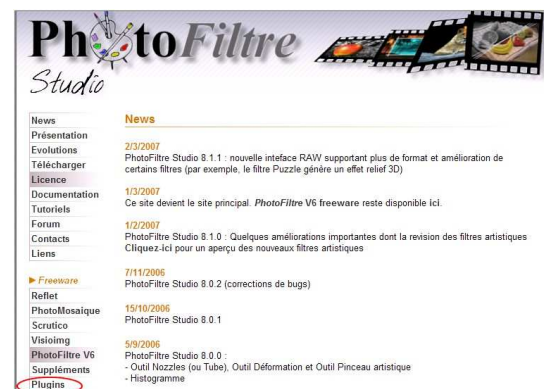 PhotoFiltre
Studio
News
Présentation
Evolutions
Télécharger
Licence
Documentation
Tutoriels
Forum
Contacts
Liens
Freeware
Reflet
PhotoMosaique
Scrutico
Visioimg
PhotoFiltre V6
Suppléments
Plugins
News
2/3/2007
PhotoFiltre Studio 8.1.1 : nouvelle inteface RAW supportant plus de format et amélioration de
certains filtres (par exemple, le filtre Puzzle génère un effet relief 3D)
1/3/2007
Ce site devient le site principal. PhotoFiltre V6 freeware reste disponible ici.
1/2/2007
PhotoFiltre Studio 8.1.0 : Quelques améliorations importantes dont la revision des filtres artistiques
Cliquez-ici pour un aperçu des nouveaux filtres artistiques
7/11/2006
PhotoFiltre Studio 8.0.2 (corrections de bugs)
15/10/2006
PhotoFiltre Studio 8.0.1
5/9/2006
PhotoFiltre Studio 8.0.0 :
- Outil Nozzles (ou Tube), Outil Déformation et Outil Pinceau artistique
- Histogramme